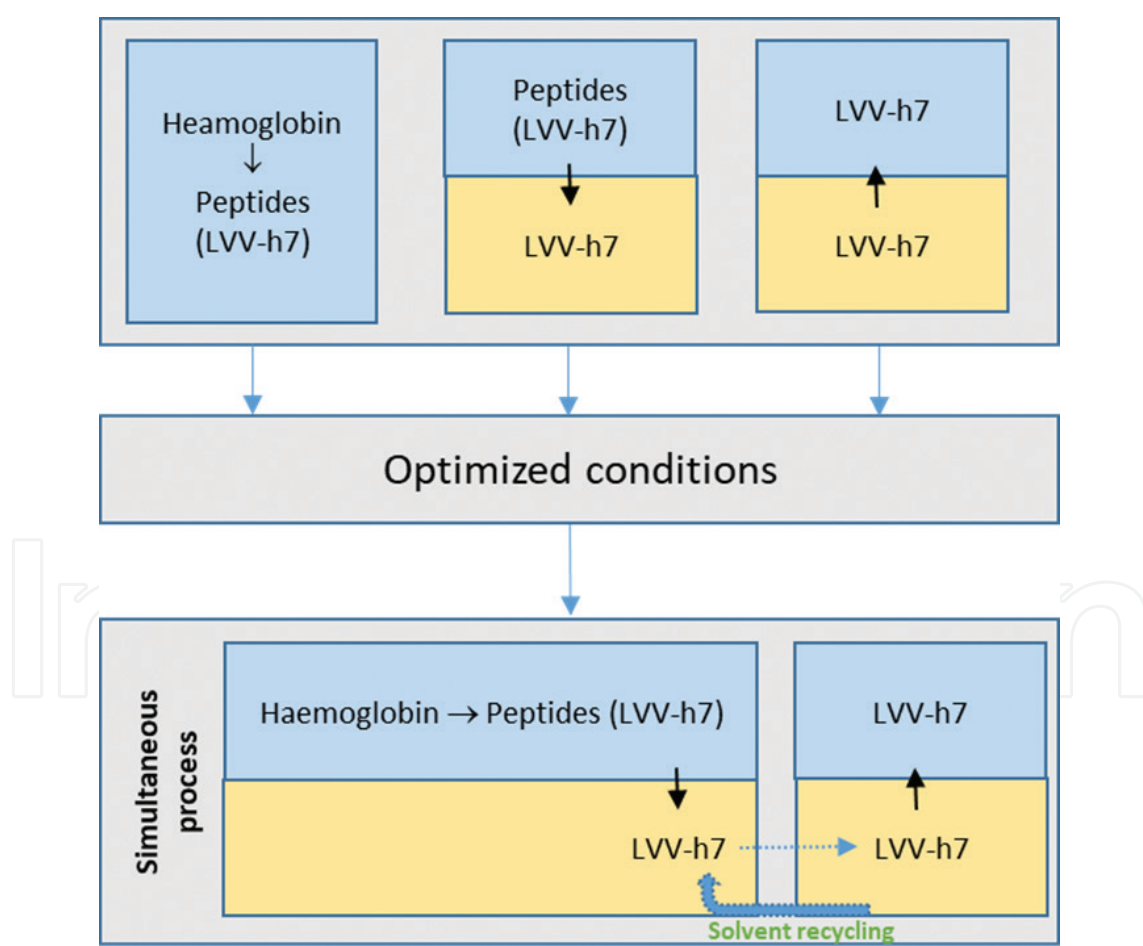 Heamoglobin
↓
Peptides
(LVV-h7)
Peptides
(LVV-h7)
LVV-h7
LVV-h7
LVV-h7
Optimized conditions
Simultaneous
process
Haemoglobin → Peptides (LVV-h7)
LVV-h7
LVV-h7
LVV-h7
Solvent recycling